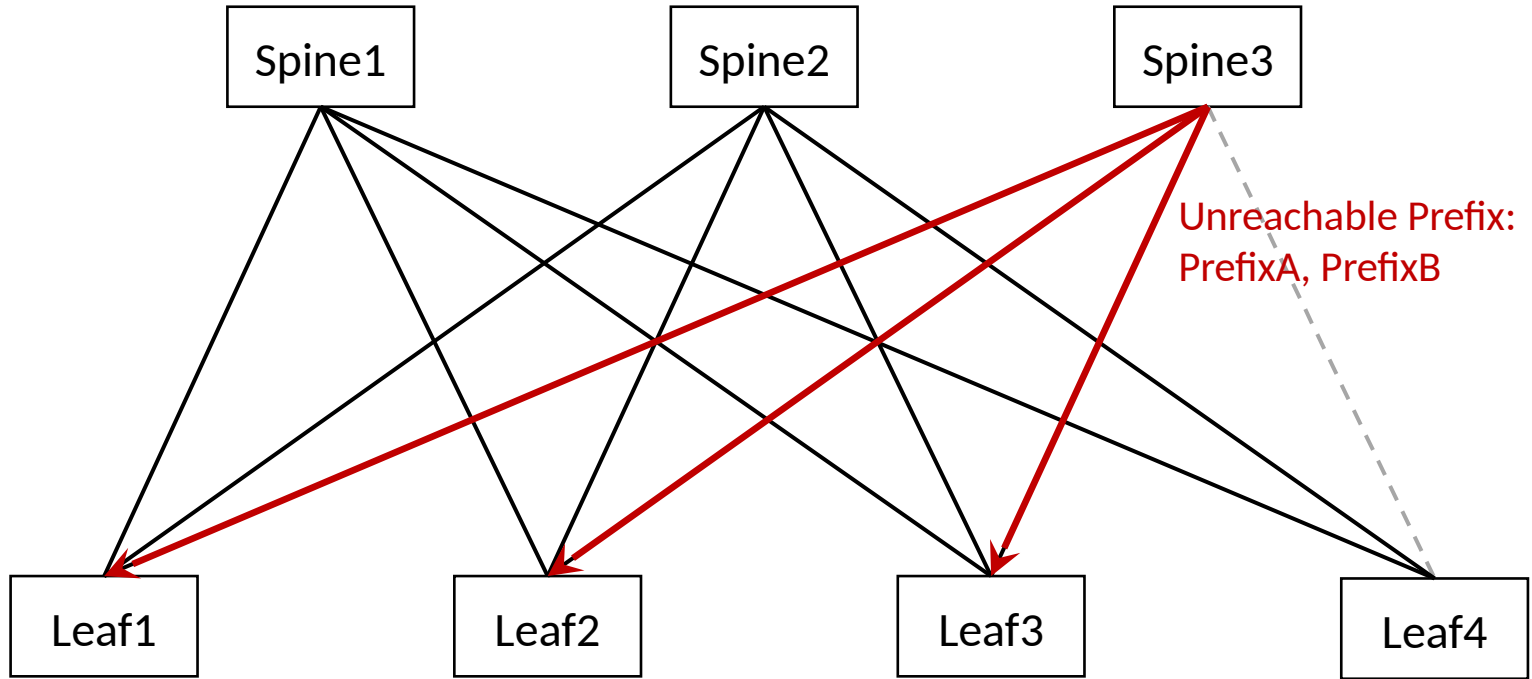 Spine1
Spine2
Spine3
Unreachable Prefix:
PrefixA, PrefixB
Leaf1
Leaf2
Leaf3
Leaf4